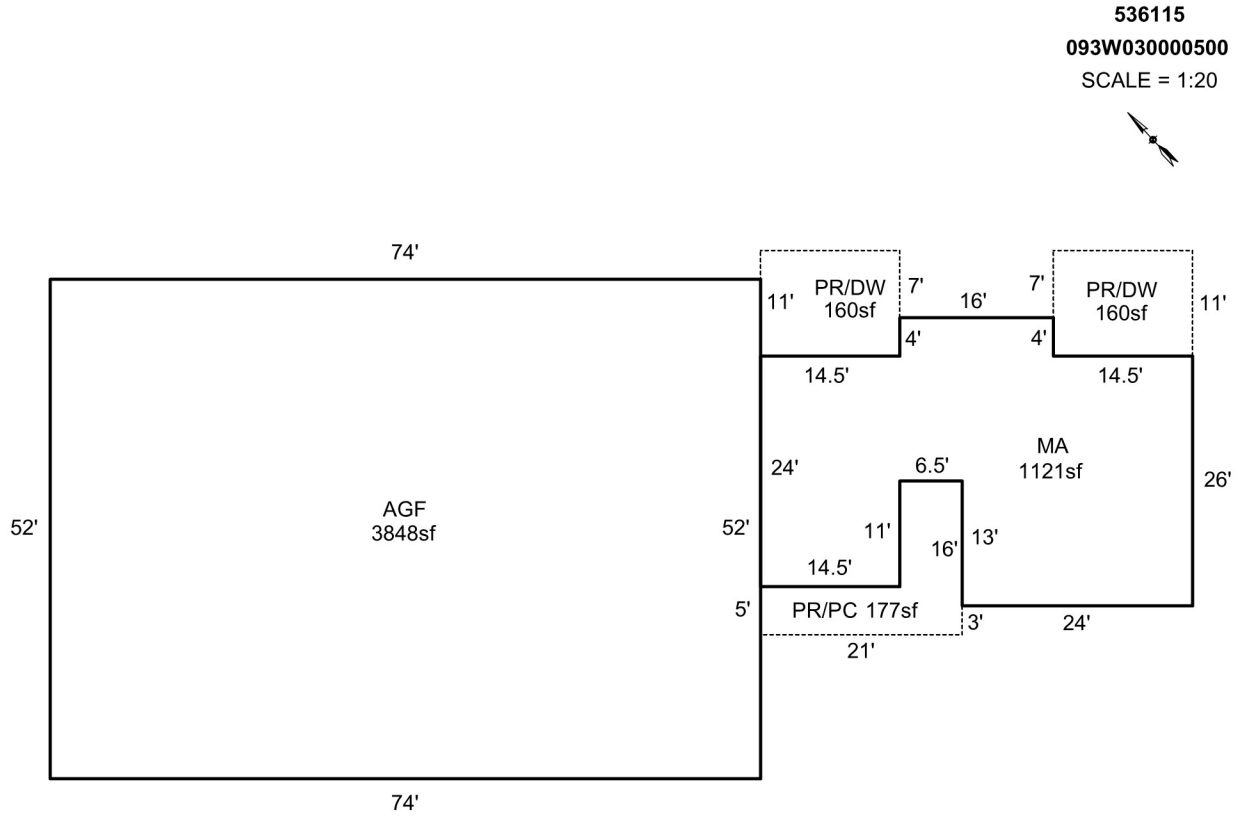 536115
093W030000500
SCALE = 1:20
74'
11'
PR/DW
160sf
7'
16'
7'
PR/DW
160sf
11'
4'
4'
14.5'
14.5'
MA
1121sf
24'
6.5'
26'
AGF
3848sf
52'
52'
11'
16'
13'
14.5'
5'
PR/PC 177sf
3'
24'
21'
74'